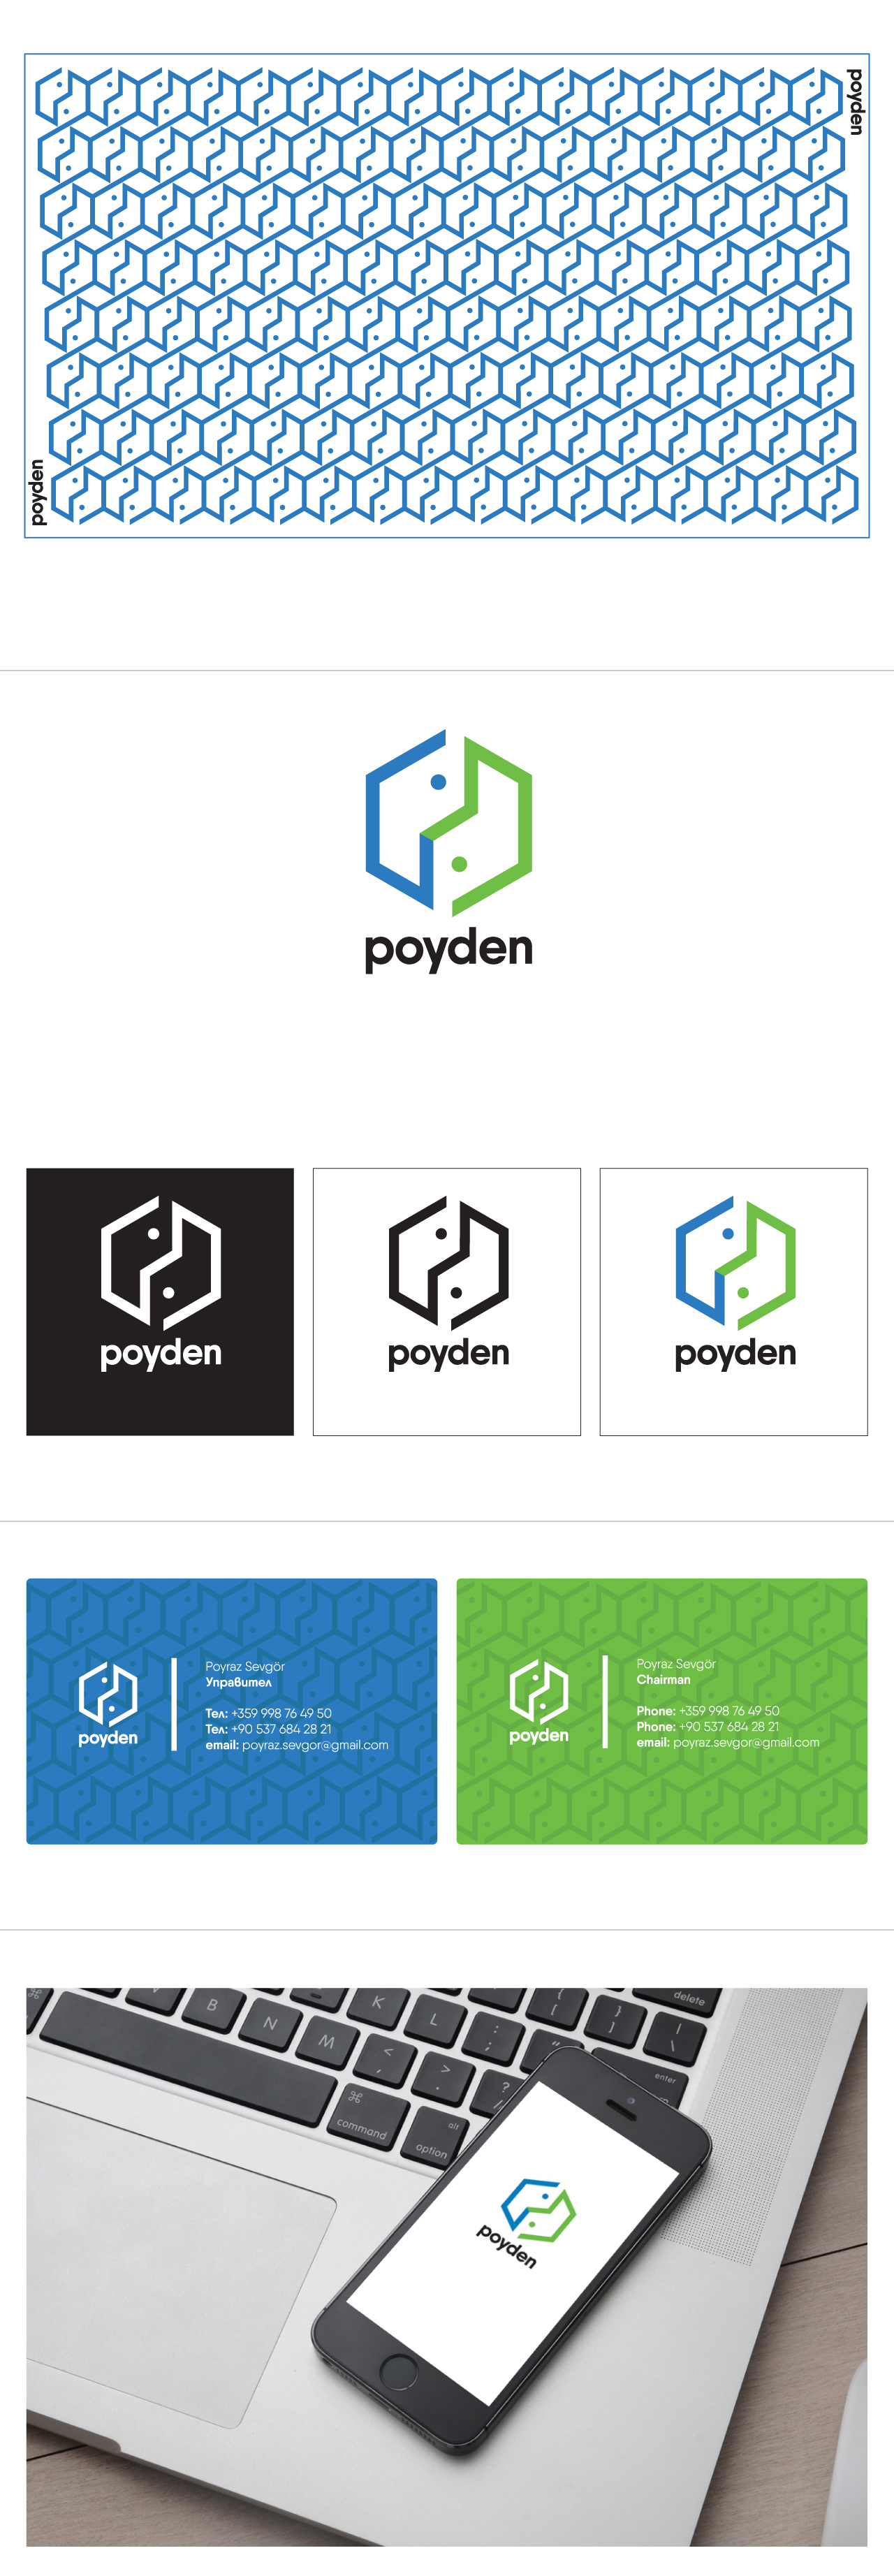 poyden
poyden
poyden
poyden
poyden
poyden
poyden
Poyraz Sevgör
Управител
Тел: +359 998 76 49 50
Тел: +90 537 684 28 21
email: poyraz.sevgor@gmail.com
poyden
Poyraz Sevgör
Chairman
Phone: +359 998 76 49 50
Phone: +90 537 684 28 21
email: poyraz.sevgor@gmail.com
⌘ B N M K L : ; " { [ } ] | \ delete
< , > . ? / enter
⌘ command
alt option
poyden